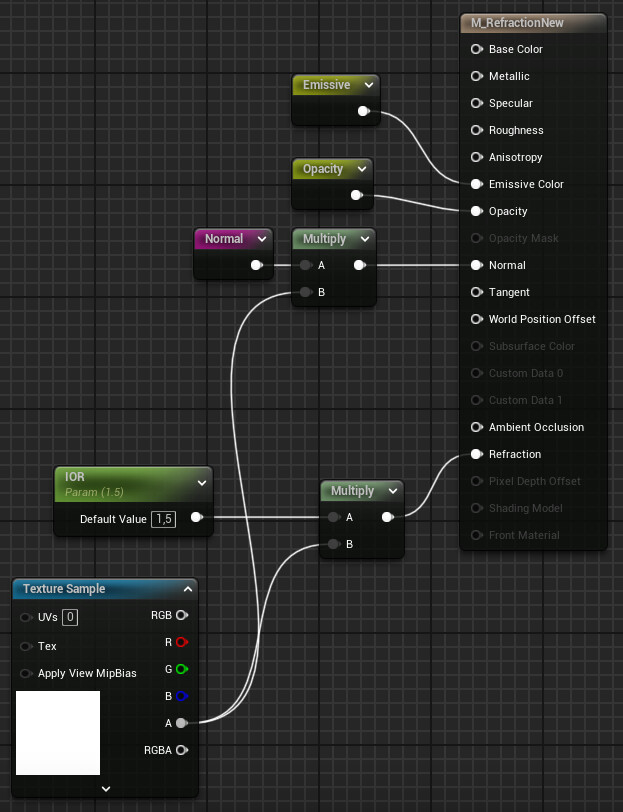 M_RefractionNew
Base Color
Metallic
Specular
Roughness
Anisotropy
Emissive Color
Opacity
Opacity Mask
Normal
Tangent
World Position Offset
Subsurface Color
Custom Data 0
Custom Data 1
Ambient Occlusion
Refraction
Pixel Depth Offset
Shading Model
Front Material
Emissive
Opacity
Normal
Multiply
A
B
IOR
Param (1.5)
Default Value 1,5
Multiply
A
B
Texture Sample
UVs 0
Tex
Apply View MipBias
RGB
R
G
B
A
RGBA